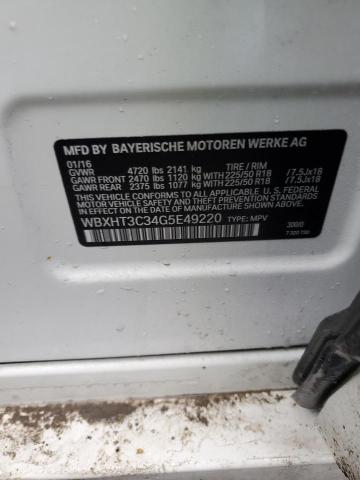 MFD BY BAYERISCHE MOTOREN WERKE AG
01/16
GVWR 4720 lbs 2141 kg TIRE / RIM
GAWR FRONT 2470 lbs 1120 kg WITH 225/50 R18 /7.5Jx18
GAWR REAR 2375 lbs 1077 kg WITH 225/50 R18 /7.5Jx18
THIS VEHICLE CONFORMS TO ALL APPLICABLE U.S. FEDERAL
MOTOR VEHICLE SAFETY, BUMPER, AND THEFT PREVENTION
STANDARDS IN EFFECT ON THE DATE OF MANUFACTURE SHOWN ABOVE.
WBXHT3C34G5E49220 TYPE: MPV
300/0